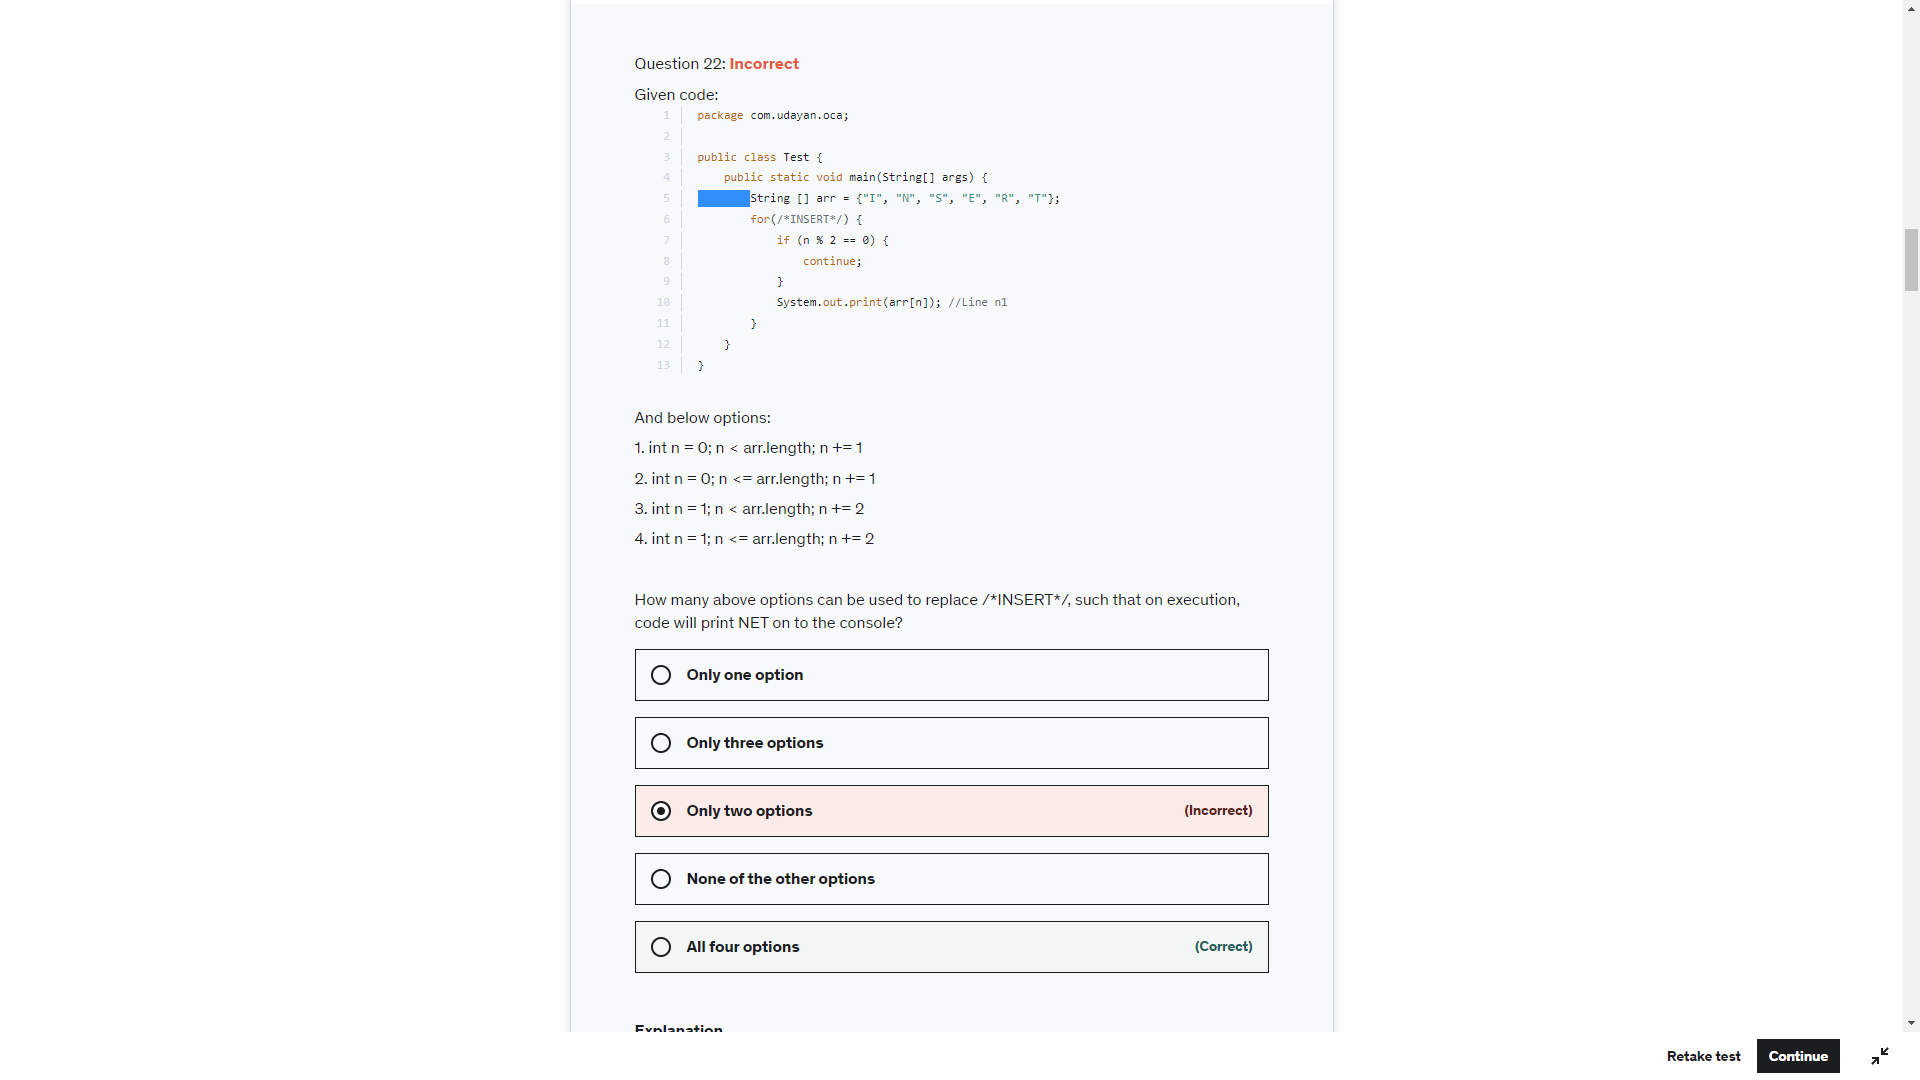 Question 22: Incorrect
Given code:
1 package com.udayan.oca;
2
3 public class Test {
4 public static void main(String[] args) {
5 String [] arr = {"I", "N", "S", "E", "R", "T"};
6 for(/*INSERT*/) {
7 if (n % 2 == 0) {
8 continue;
9 }
10 System.out.print(arr[n]); //Line n1
11 }
12 }
13 }
And below options:
1. int n = 0; n < arr.length; n += 1
2. int n = 0; n <= arr.length; n += 1
3. int n = 1; n < arr.length; n += 2
4. int n = 1; n <= arr.length; n += 2
How many above options can be used to replace /*INSERT*/, such that on execution,
code will print NET on to the console?
Only one option
Only three options
Only two options (Incorrect)
None of the other options
All four options (Correct)
Explanation
Retake test Continue